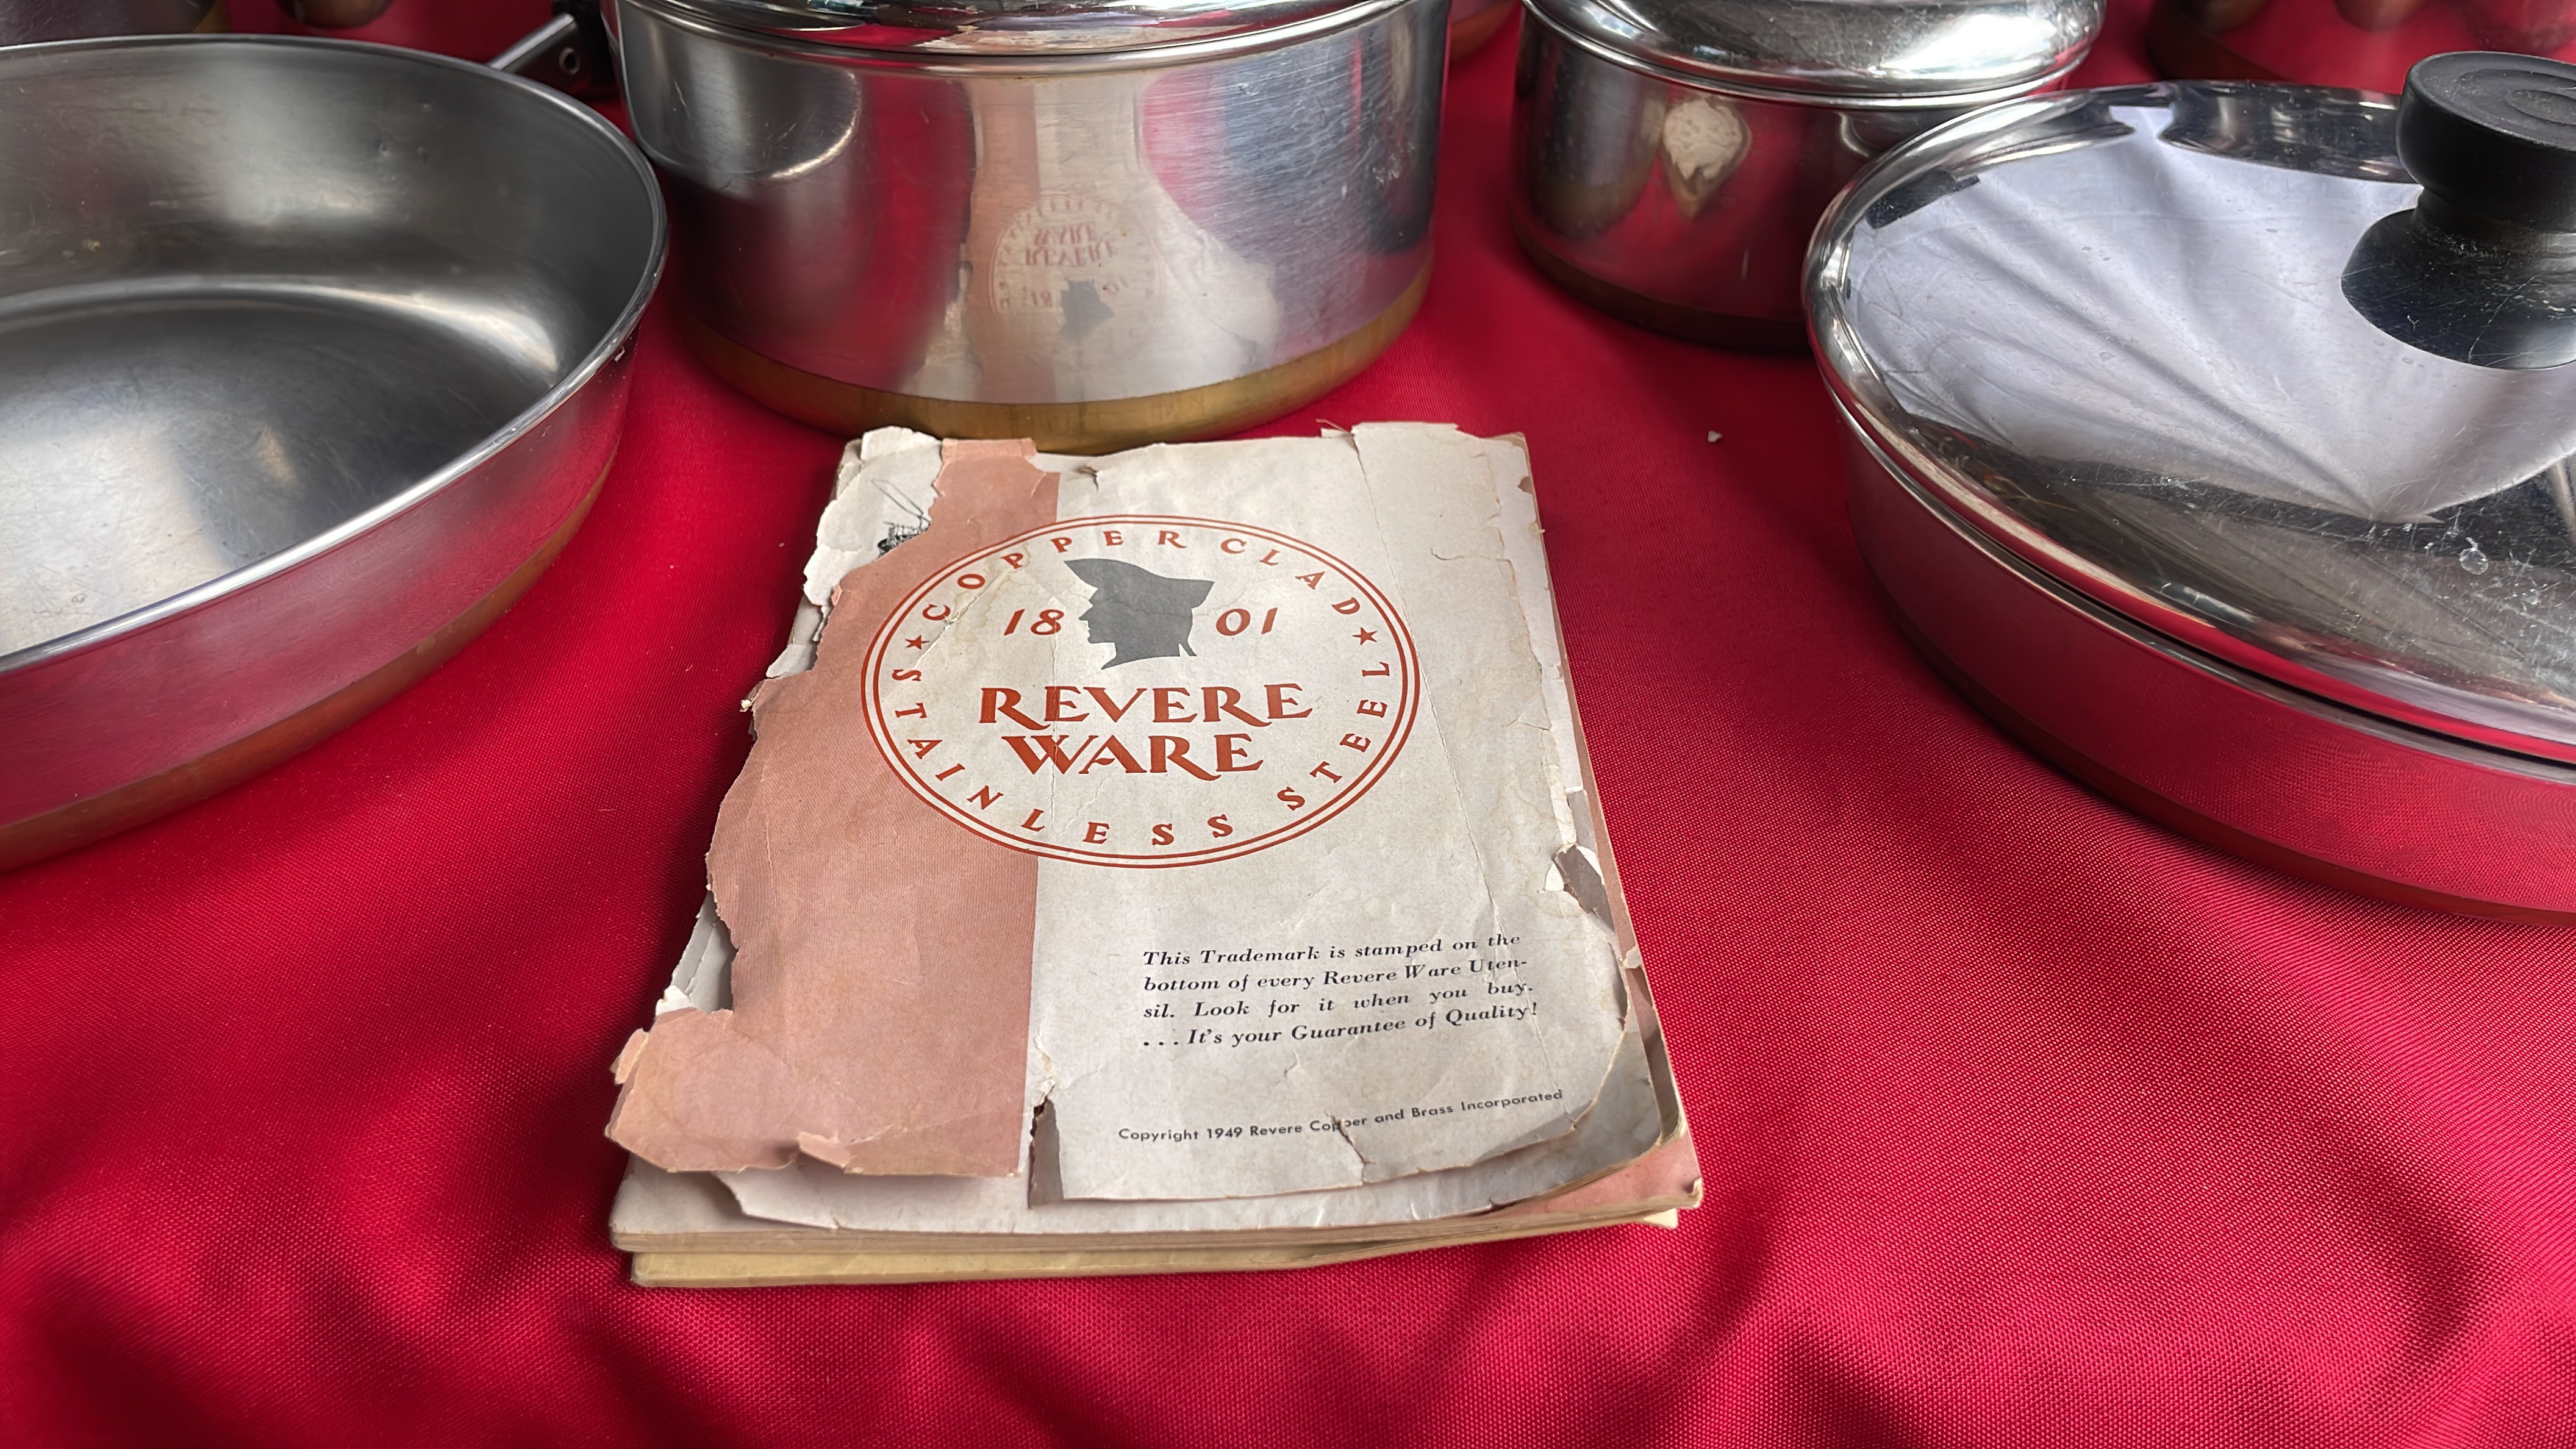 COPPER CLAD
18 01
REVERE
WARE
STAINLESS STEEL
This Trademark is stamped on the
bottom of every Revere Ware Uten-
sil. Look for it when you buy.
. . . It's your Guarantee of Quality!
Copyright 1949 Revere Copper and Brass Incorporated